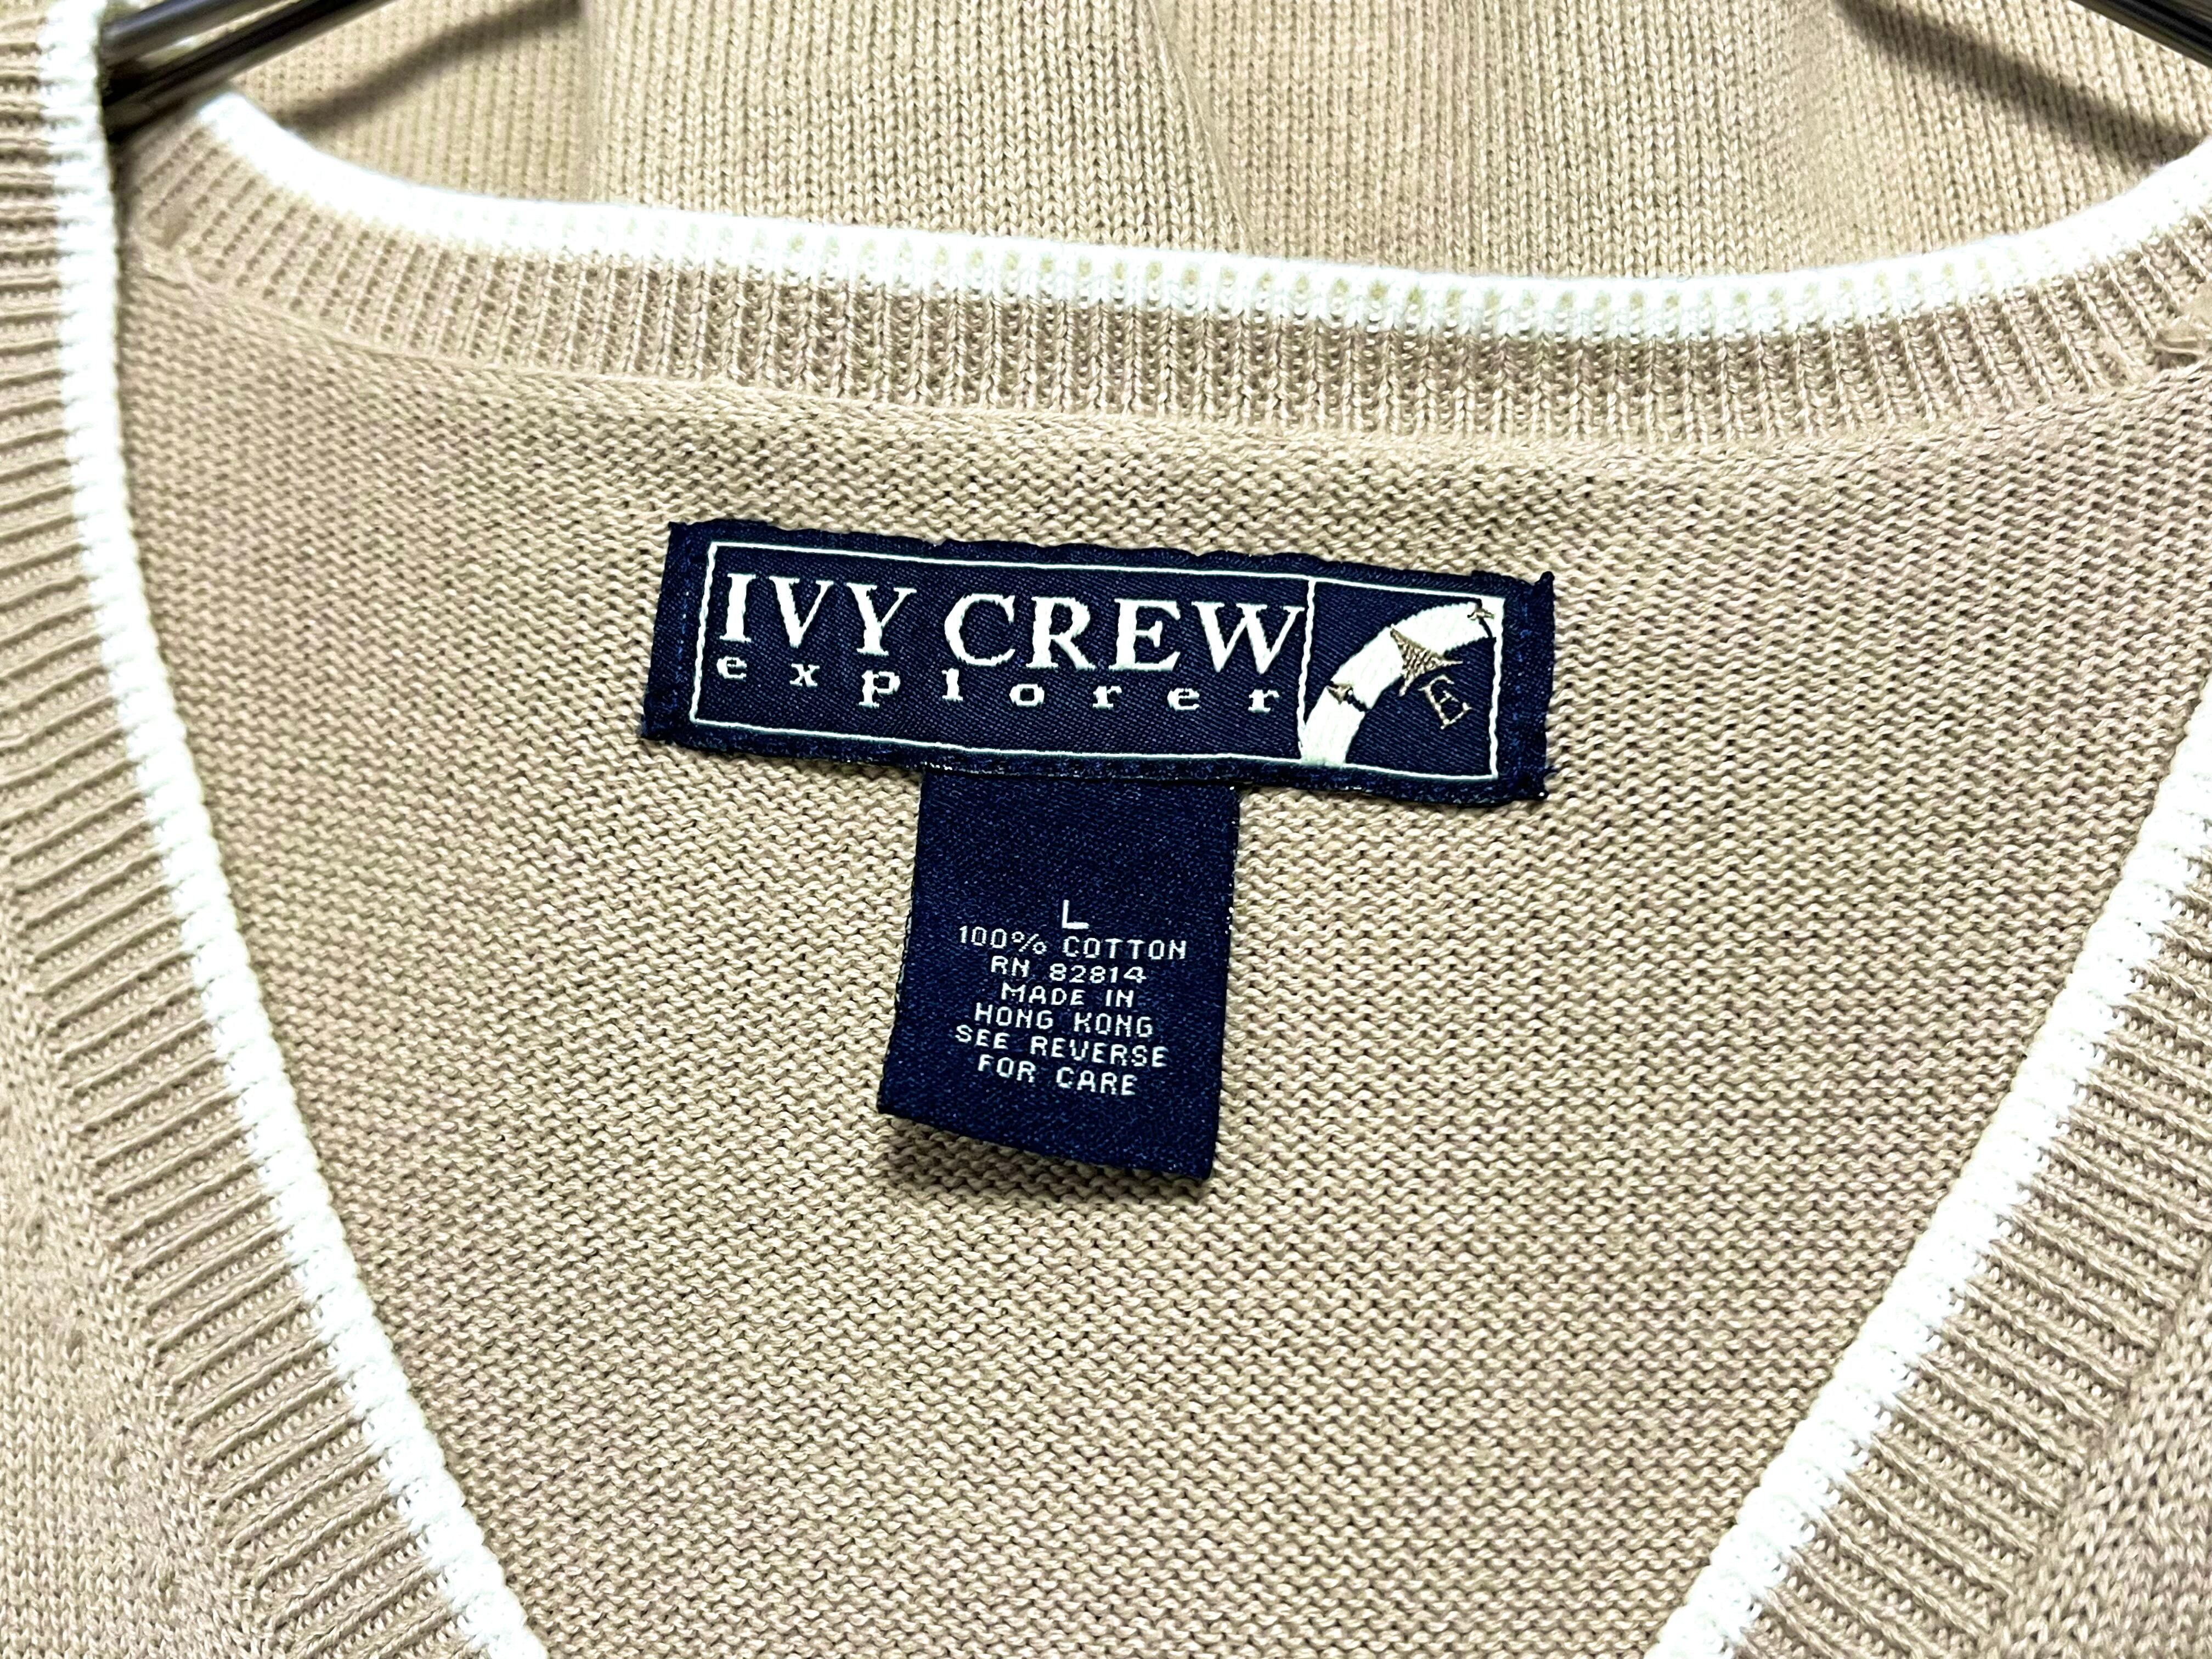 IVY CREW
explorer
E
L
100% COTTON
RN 82814
MADE IN
HONG KONG
SEE REVERSE
FOR CARE